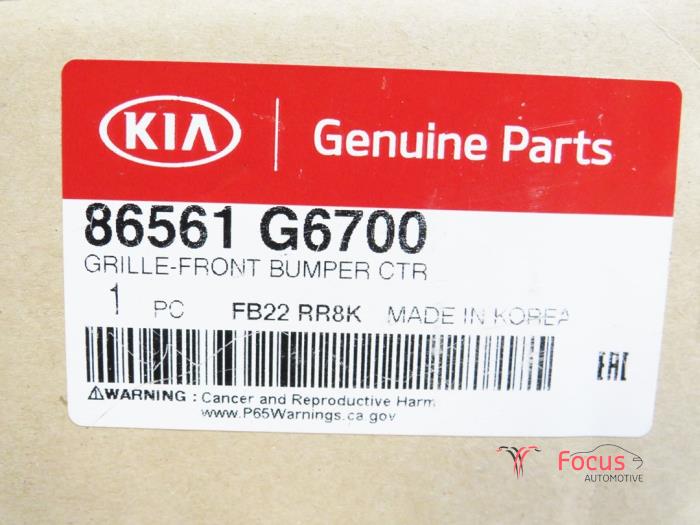 KIA Genuine Parts
86561 G6700
GRILLE-FRONT BUMPER CTR
1 PC FB22 RR8K MADE IN KOREA
EAC
⚠WARNING : Cancer and Reproductive Harm
www.P65Warnings.ca.gov
Focus
AUTOMOTIVE